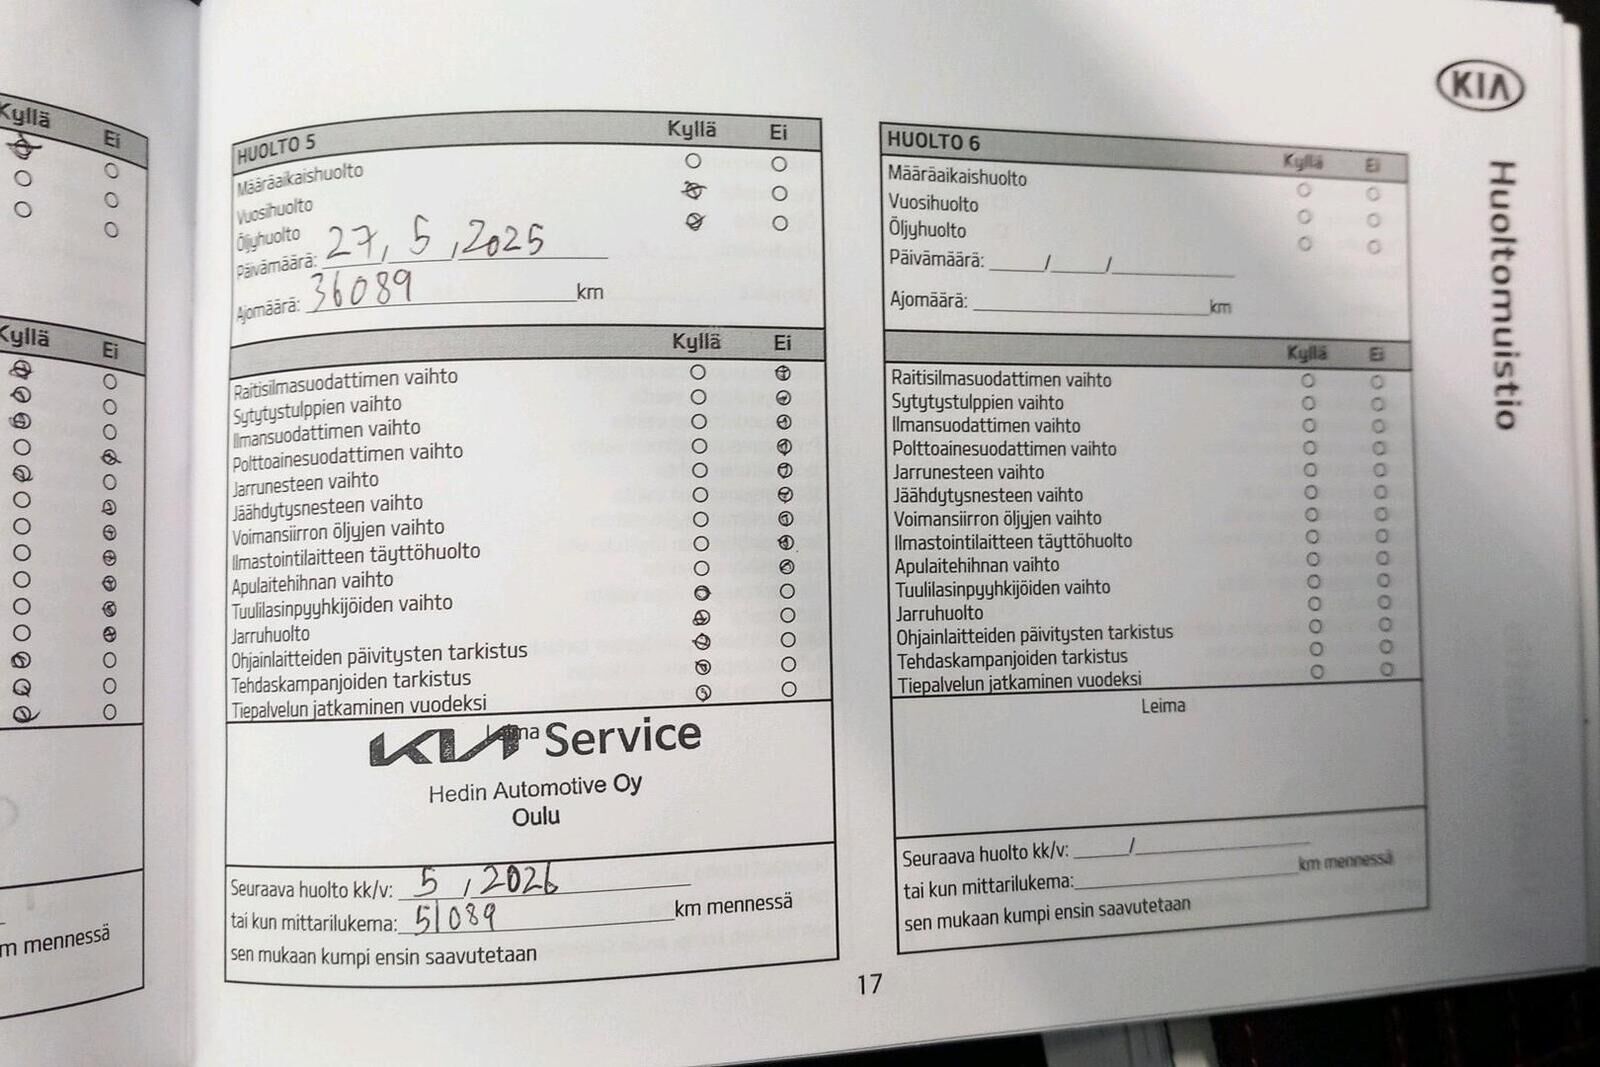 Kyllä Ei
Kyllä Ei
m mennessä
HUOLTO 5 Kyllä Ei
Määräaikaishuolto
Vuosihuolto
Öljyhuolto
Päivämäärä: 27, 5, 2025
Ajomäärä: 36089 km
Kyllä Ei
Raitisilmasuodattimen vaihto
Sytytystulppien vaihto
Ilmansuodattimen vaihto
Polttoainesuodattimen vaihto
Jarrunesteen vaihto
Jäähdytysnesteen vaihto
Voimansiirron öljyjen vaihto
Ilmastointilaitteen täyttöhuolto
Apulaitehihnan vaihto
Tuulilasinpyyhkijöiden vaihto
Jarruhuolto
Ohjainlaitteiden päivitysten tarkistus
Tehdaskampanjoiden tarkistus
Tiepalvelun jatkaminen vuodeksi
Leima
KIA Service
Hedin Automotive Oy
Oulu
Seuraava huolto kk/v: 5, 2026
tai kun mittarilukema: 51089 km mennessä
sen mukaan kumpi ensin saavutetaan
HUOLTO 6 Kyllä Ei
Määräaikaishuolto
Vuosihuolto
Öljyhuolto
Päivämäärä: ____/____/________
Ajomäärä: ________ km
Kyllä Ei
Raitisilmasuodattimen vaihto
Sytytystulppien vaihto
Ilmansuodattimen vaihto
Polttoainesuodattimen vaihto
Jarrunesteen vaihto
Jäähdytysnesteen vaihto
Voimansiirron öljyjen vaihto
Ilmastointilaitteen täyttöhuolto
Apulaitehihnan vaihto
Tuulilasinpyyhkijöiden vaihto
Jarruhuolto
Ohjainlaitteiden päivitysten tarkistus
Tehdaskampanjoiden tarkistus
Tiepalvelun jatkaminen vuodeksi
Leima
Seuraava huolto kk/v: ____/________
tai kun mittarilukema: ________ km mennessä
sen mukaan kumpi ensin saavutetaan
17
KIA
Huoltomuistio